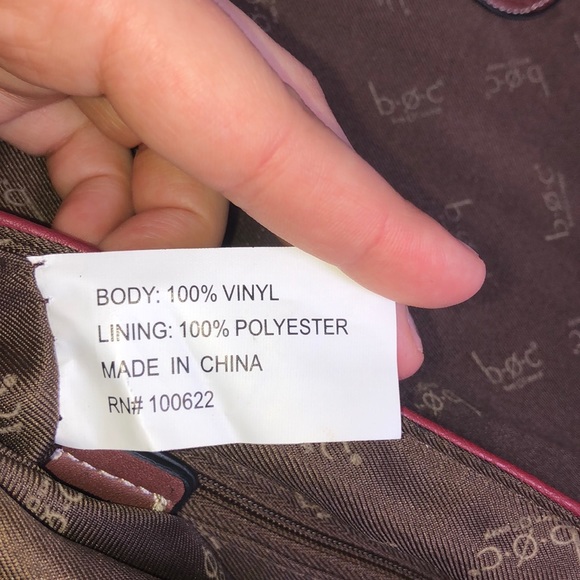 b·ø·c
b·ø·c
BODY: 100% VINYL
LINING: 100% POLYESTER
MADE IN CHINA
RN# 100622
b·ø·c
b·ø·c